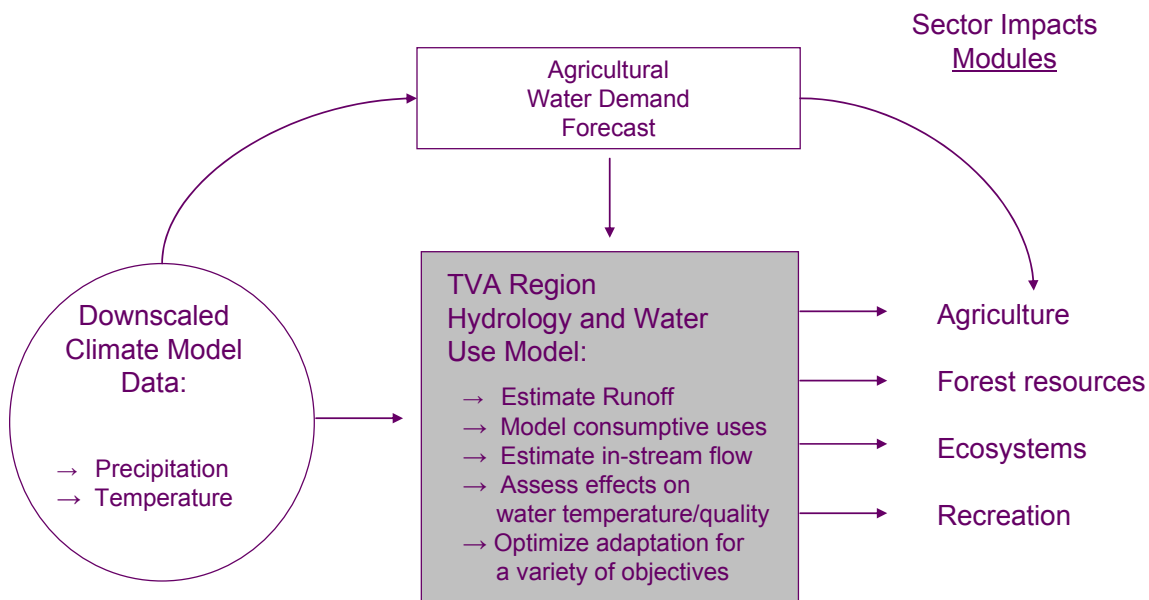 Sector Impacts
Modules
Agricultural
Water Demand
Forecast
Downscaled
Climate Model
Data:
→ Precipitation
→ Temperature
TVA Region
Hydrology and Water
Use Model:
→ Estimate Runoff
→ Model consumptive uses
→ Estimate in-stream flow
→ Assess effects on
water temperature/quality
→ Optimize adaptation for
a variety of objectives
Agriculture
Forest resources
Ecosystems
Recreation